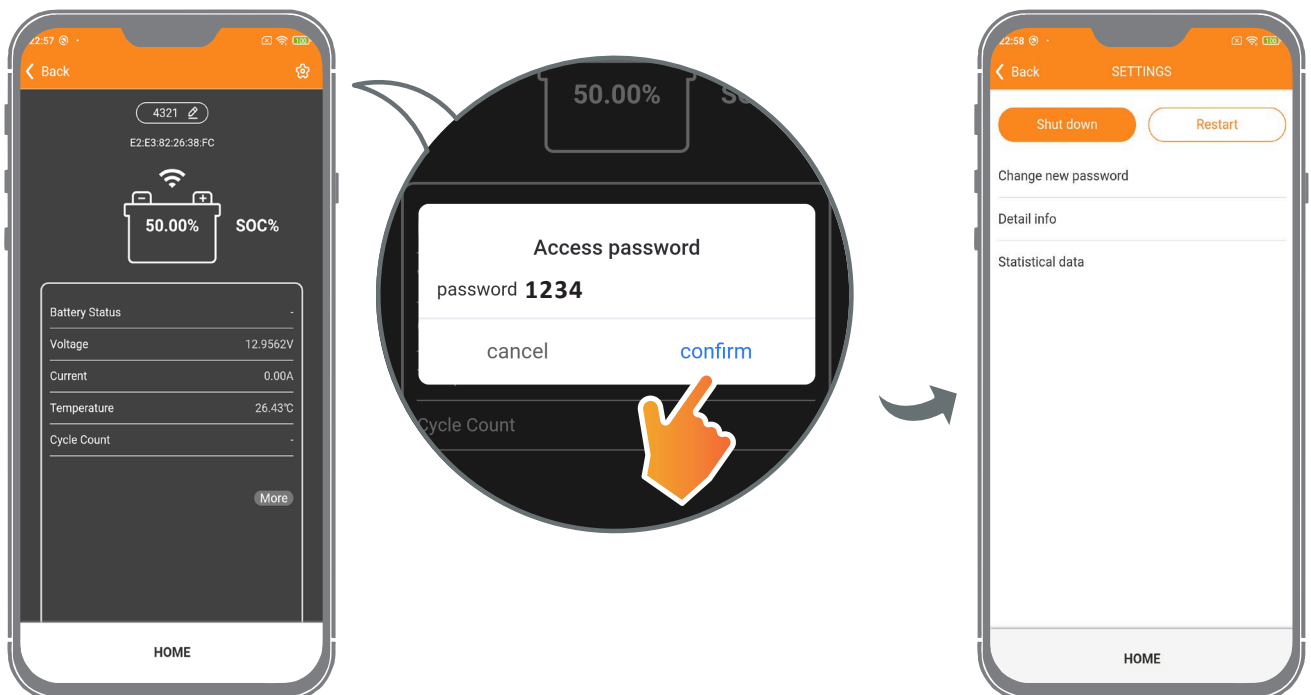 22:57
100
Back
4321
E2:E3:82:26:38:FC
50.00% SOC%
Battery Status -
Voltage 12.9562V
Current 0.00A
Temperature 26.43℃
Cycle Count -
More
HOME
50.00%
Access password
password 1234
cancel confirm
Cycle Count
22:58
100
Back SETTINGS
Shut down Restart
Change new password
Detail info
Statistical data
HOME